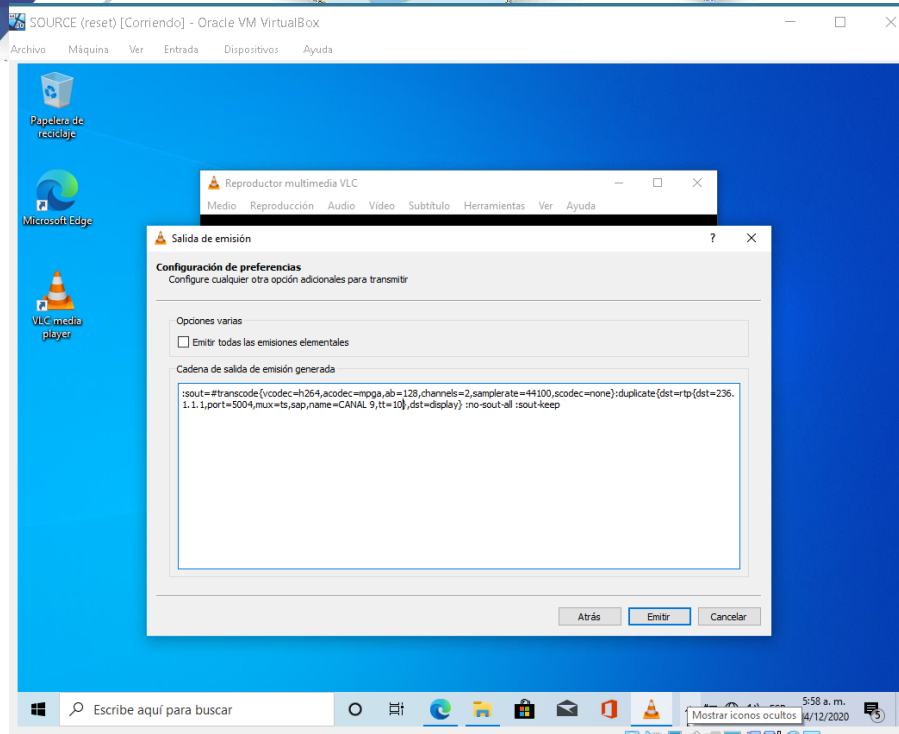 SOURCE (reset) [Corriendo] - Oracle VM VirtualBox
Archivo Máquina Ver Entrada Dispositivos Ayuda
Papelera de
reciclaje
Microsoft Edge
VLC media
player
Reproductor multimedia VLC
Medio Reproducción Audio Vídeo Subtítulo Herramientas Ver Ayuda
Salida de emisión
?
Configuración de preferencias
Configure cualquier otra opción adicionales para transmitir
Opciones varias
Emitir todas las emisiones elementales
Cadena de salida de emisión generada
:sout=#transcode{vcodec=h264,acodec=mpga,ab=128,channels=2,samplerate=44100,scodec=none}:duplicate{dst=rtp{dst=236.
1.1.1,port=5004,mux=ts,sap,name=CANAL 9,tt=10},dst=display} :no-sout-all :sout-keep
Atrás Emitir Cancelar
Escribe aquí para buscar
5:58 a. m.
Mostrar iconos ocultos
4/12/2020
5